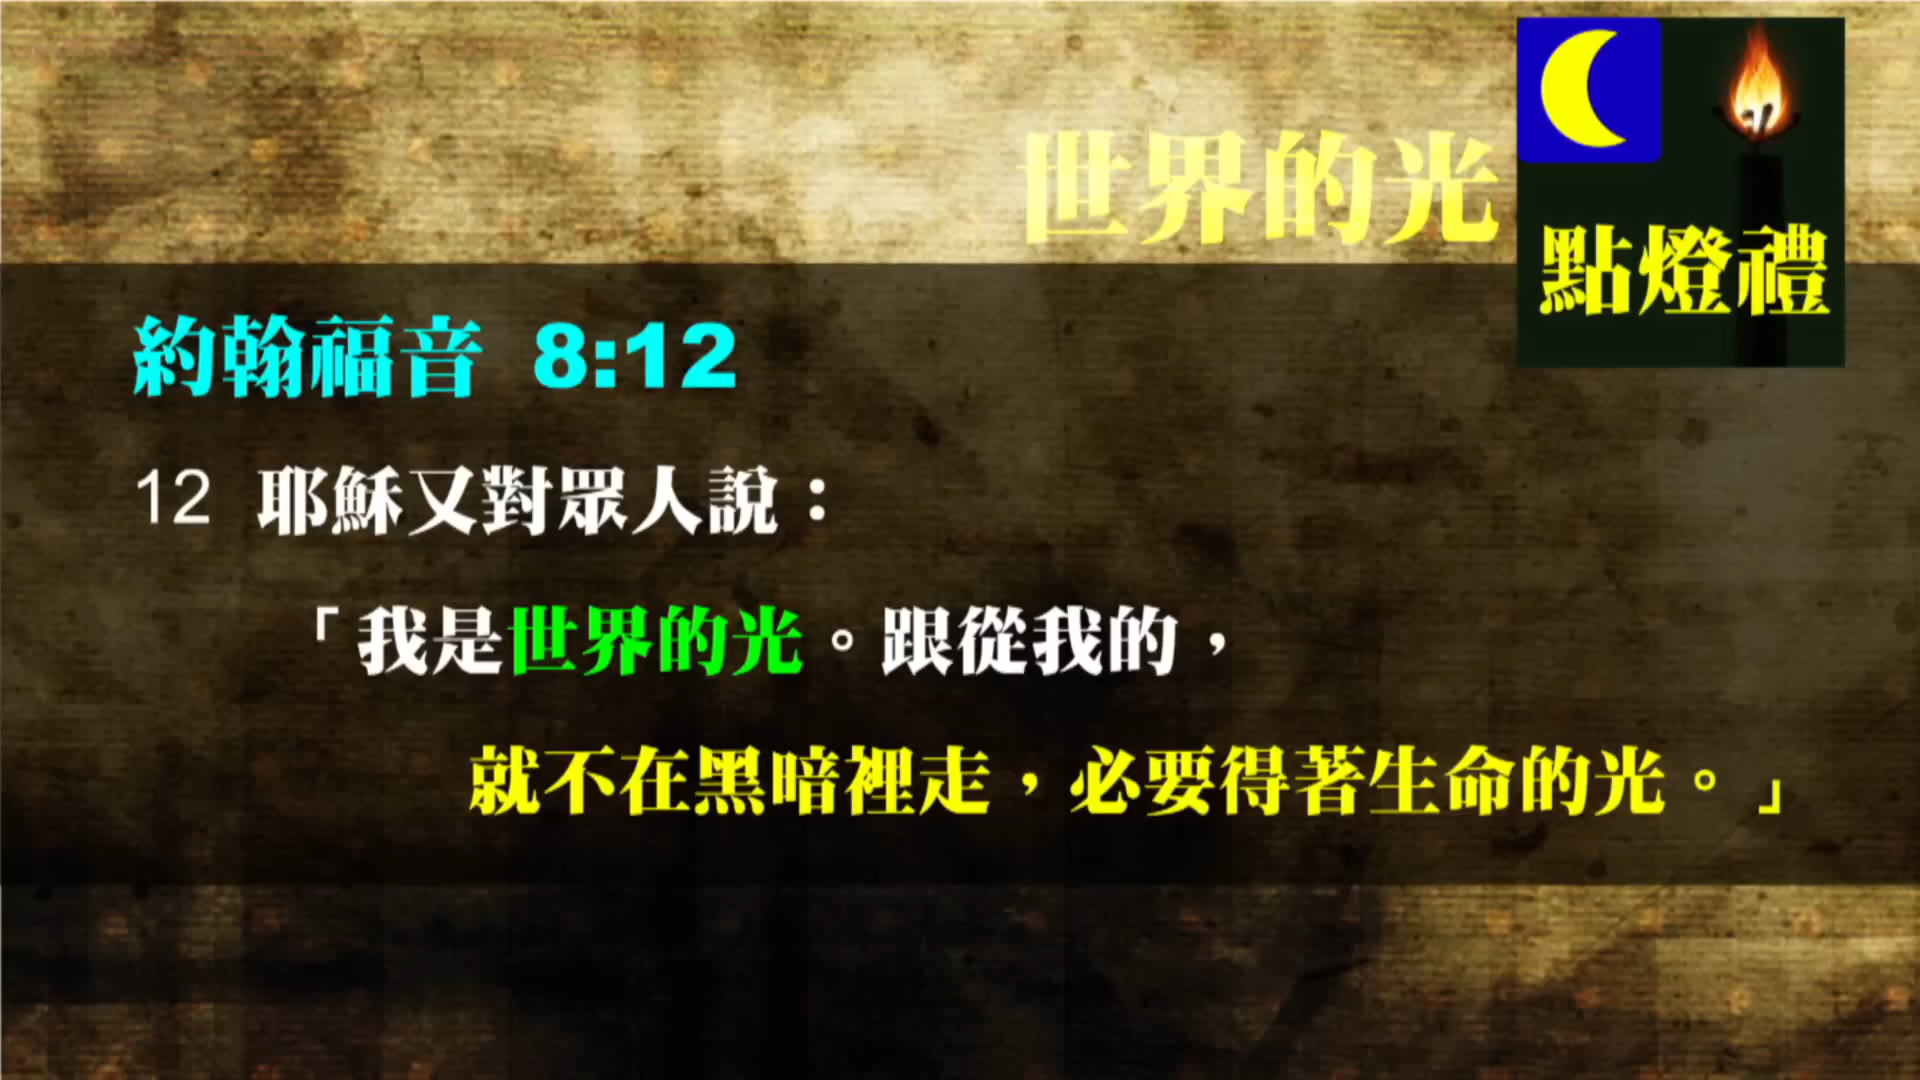 世界的光
點燈禮
約翰福音 8:12
12 耶穌又對眾人說：
「我是世界的光。跟從我的，
就不在黑暗裡走，必要得著生命的光。」